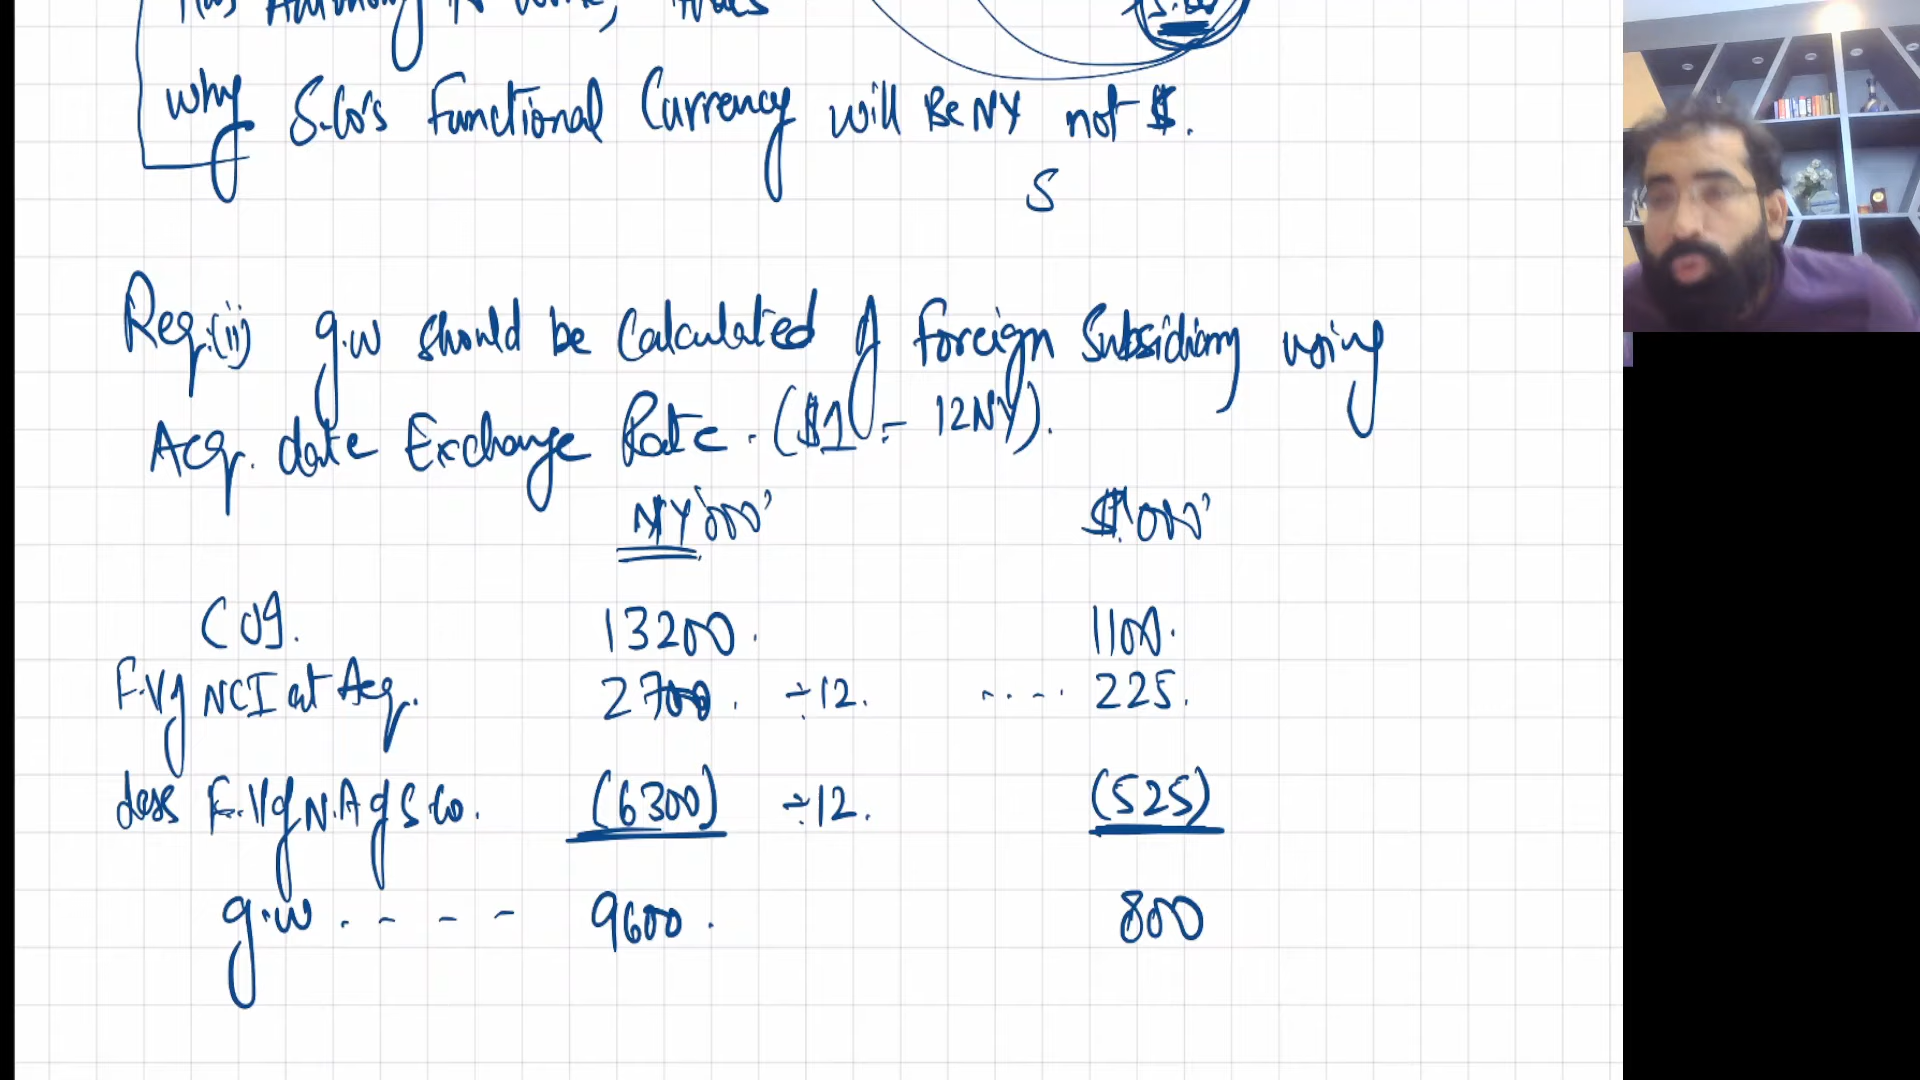 why S.Co's Functional Currency will Be NY not $.
S
Req.(ii) g.w should be Calculated of foreign Subsidiary using
Acq. date Exchange Rate. ($1 = 12NY).
NY'000' $'000'
COI. 13200. 1100.
F.V of NCI at Acq. 2700. ÷12. .... 225.
Less F.V of N.A of S.Co. (6300) ÷12. (525)
g.w. - - - 9600. 800